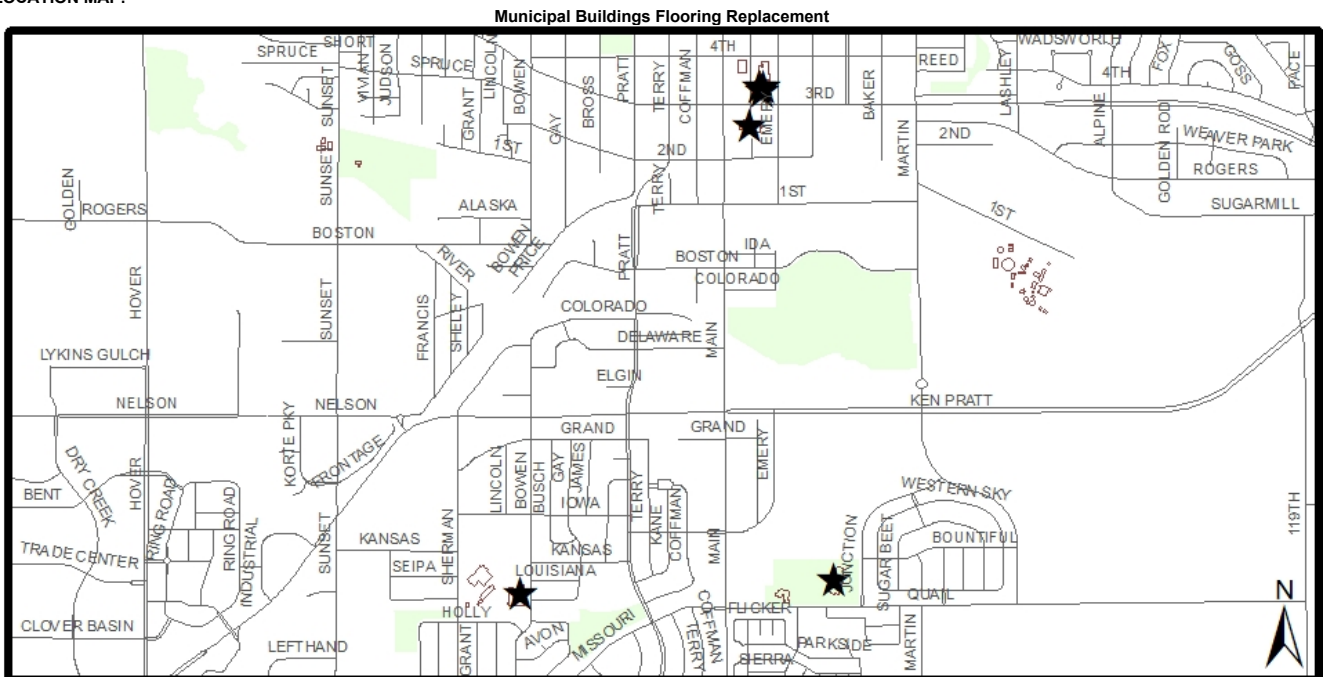 Municipal Buildings Flooring Replacement
SHORT
SPRUCE
SPRUCE
VIVIAN
JUDSON
LINCOLN
BOWEN
GRANT
SUNSET
1ST
GAY
BROSS
PRATT
TERRY
COFFMAN
4TH
3RD
2ND
BAKER
MARTIN
REED
WADSWORTH
4TH
FOX
GOSS
PACE
LASHLEY
2ND
ALPINE
GOLDEN ROD
WEAVER PARK
ROGERS
SUGARMILL
GOLDEN
ROGERS
SUNSET
ALASKA
BOSTON
RIVER
BOWEN
PRICE
TERRY
1ST
1ST
PRATT
BOSTON
IDA
COLORADO
HOVER
SUNSET
FRANCIS
SHELEY
COLORADO
DELAWARE
MAIN
LYKINS GULCH
ELGIN
NELSON
NELSON
KEN PRATT
KORTE PKY
FRONTAGE
GRAND
GRAND
EMERY
DRY CREEK
BENT
HOVER
RING ROAD
RING ROAD
INDUSTRIAL
LINCOLN
BOWEN
BUSCH
GAY
JAMES
IOWA
TERRY
KANE
COFFMAN
MAIN
WESTERN SKY
BOUNTIFUL
119TH
TRADE CENTER
SUNSET
KANSAS
SEIPA
SHERMAN
KANSAS
LOUISIANA
JUNCTION
SUGAR BEET
QUAIL
N
CLOVER BASIN
LEFT HAND
HOLLY
GRANT
AVON
MISSOURI
COFFMAN
TERRY
FLICKER
SIERRA
PARKSIDE
MARTIN